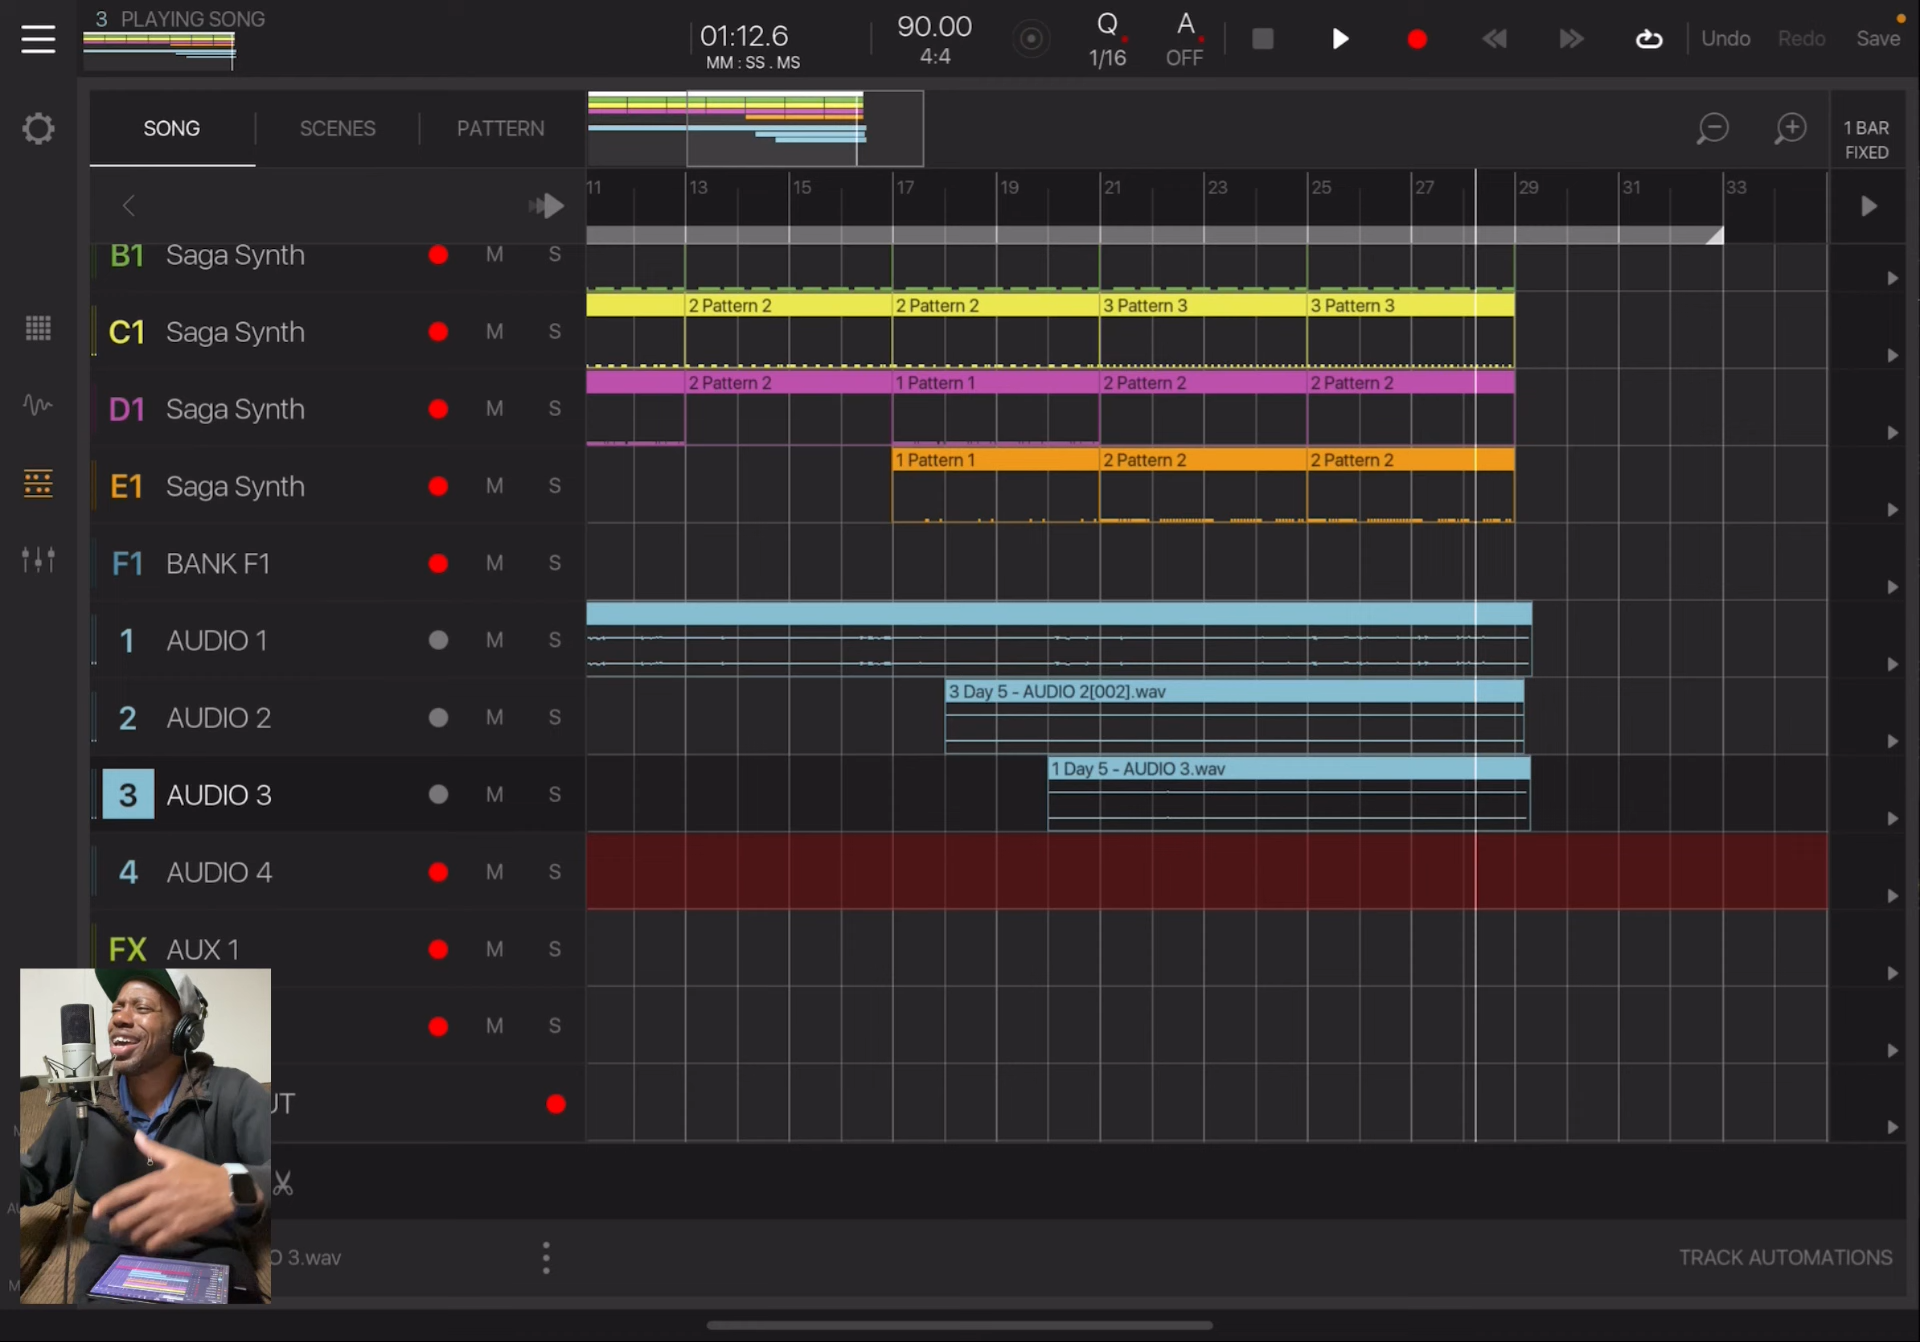 3 PLAYING SONG
01:12.6
MM : SS . MS
90.00
4:4
Q
1/16
A
OFF
Undo
Redo
Save
SONG
SCENES
PATTERN
1 BAR
FIXED
11 13 15 17 19 21 23 25 27 29 31 33
B1 Saga Synth M S
C1 Saga Synth M S
2 Pattern 2 2 Pattern 2 3 Pattern 3 3 Pattern 3
D1 Saga Synth M S
2 Pattern 2 1 Pattern 1 2 Pattern 2 2 Pattern 2
E1 Saga Synth M S
1 Pattern 1 2 Pattern 2 2 Pattern 2
F1 BANK F1 M S
1 AUDIO 1 M S
2 AUDIO 2 M S
3 Day 5 - AUDIO 2[002].wav
3 AUDIO 3 M S
1 Day 5 - AUDIO 3.wav
4 AUDIO 4 M S
FX AUX 1 M S
M S
UT
O 3.wav
TRACK AUTOMATIONS